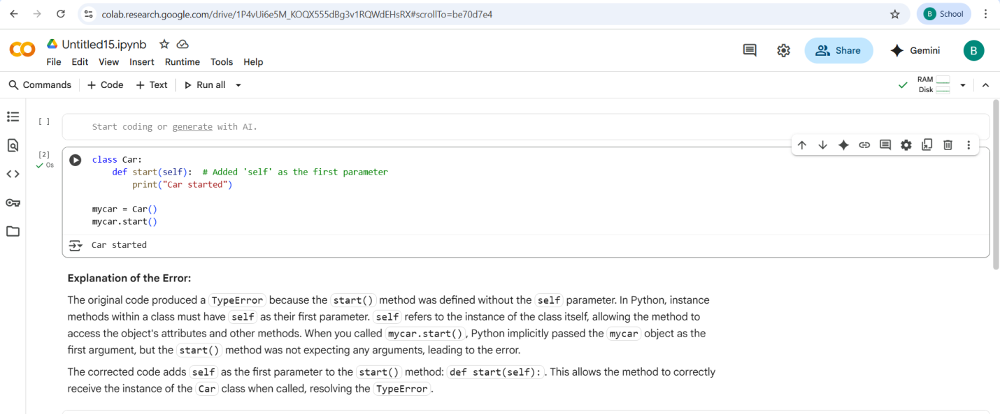 colab.research.google.com/drive/1P4vUi6e5M_KOQX555dBg3v1RQWdEHsRX#scrollTo=be70d7e4
B School
CO
Untitled15.ipynb
File Edit View Insert Runtime Tools Help
Share
Gemini
B
Commands + Code + Text Run all
RAM
Disk
[ ]
Start coding or generate with AI.
[2]
0s
class Car:
    def start(self):  # Added 'self' as the first parameter
        print("Car started")
mycar = Car()
mycar.start()
Car started
Explanation of the Error:
The original code produced a TypeError because the start() method was defined without the self parameter. In Python, instance
methods within a class must have self as their first parameter. self refers to the instance of the class itself, allowing the method to
access the object's attributes and other methods. When you called mycar.start(), Python implicitly passed the mycar object as the
first argument, but the start() method was not expecting any arguments, leading to the error.
The corrected code adds self as the first parameter to the start() method: def start(self):. This allows the method to correctly
receive the instance of the Car class when called, resolving the TypeError.